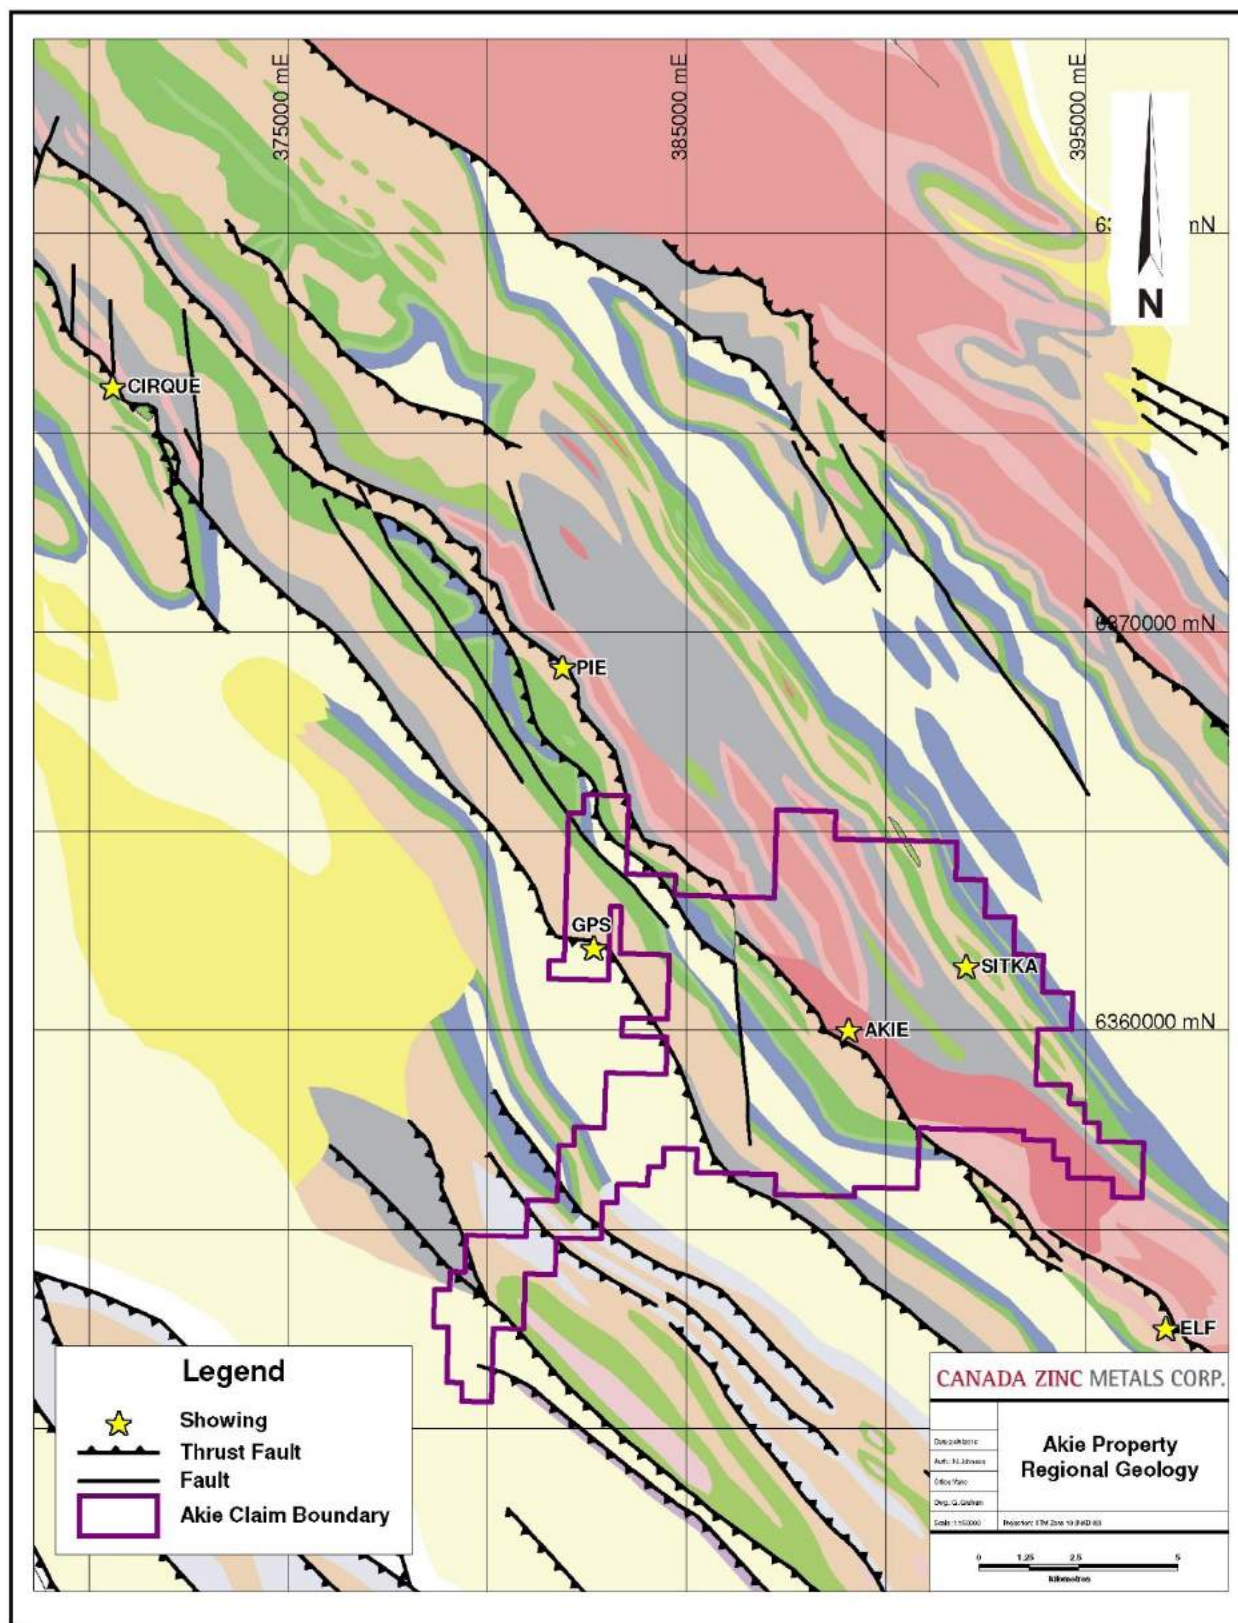 375000 mE
385000 mE
395000 mE
mN
N
CIRQUE
6370000 mN
PIE
GPS
SITKA
6360000 mN
AKIE
ELF
Legend
Showing
Thrust Fault
Fault
Akie Claim Boundary
CANADA ZINC METALS CORP.
Akie Property
Regional Geology
0 1.25 2.5 5
kilometres